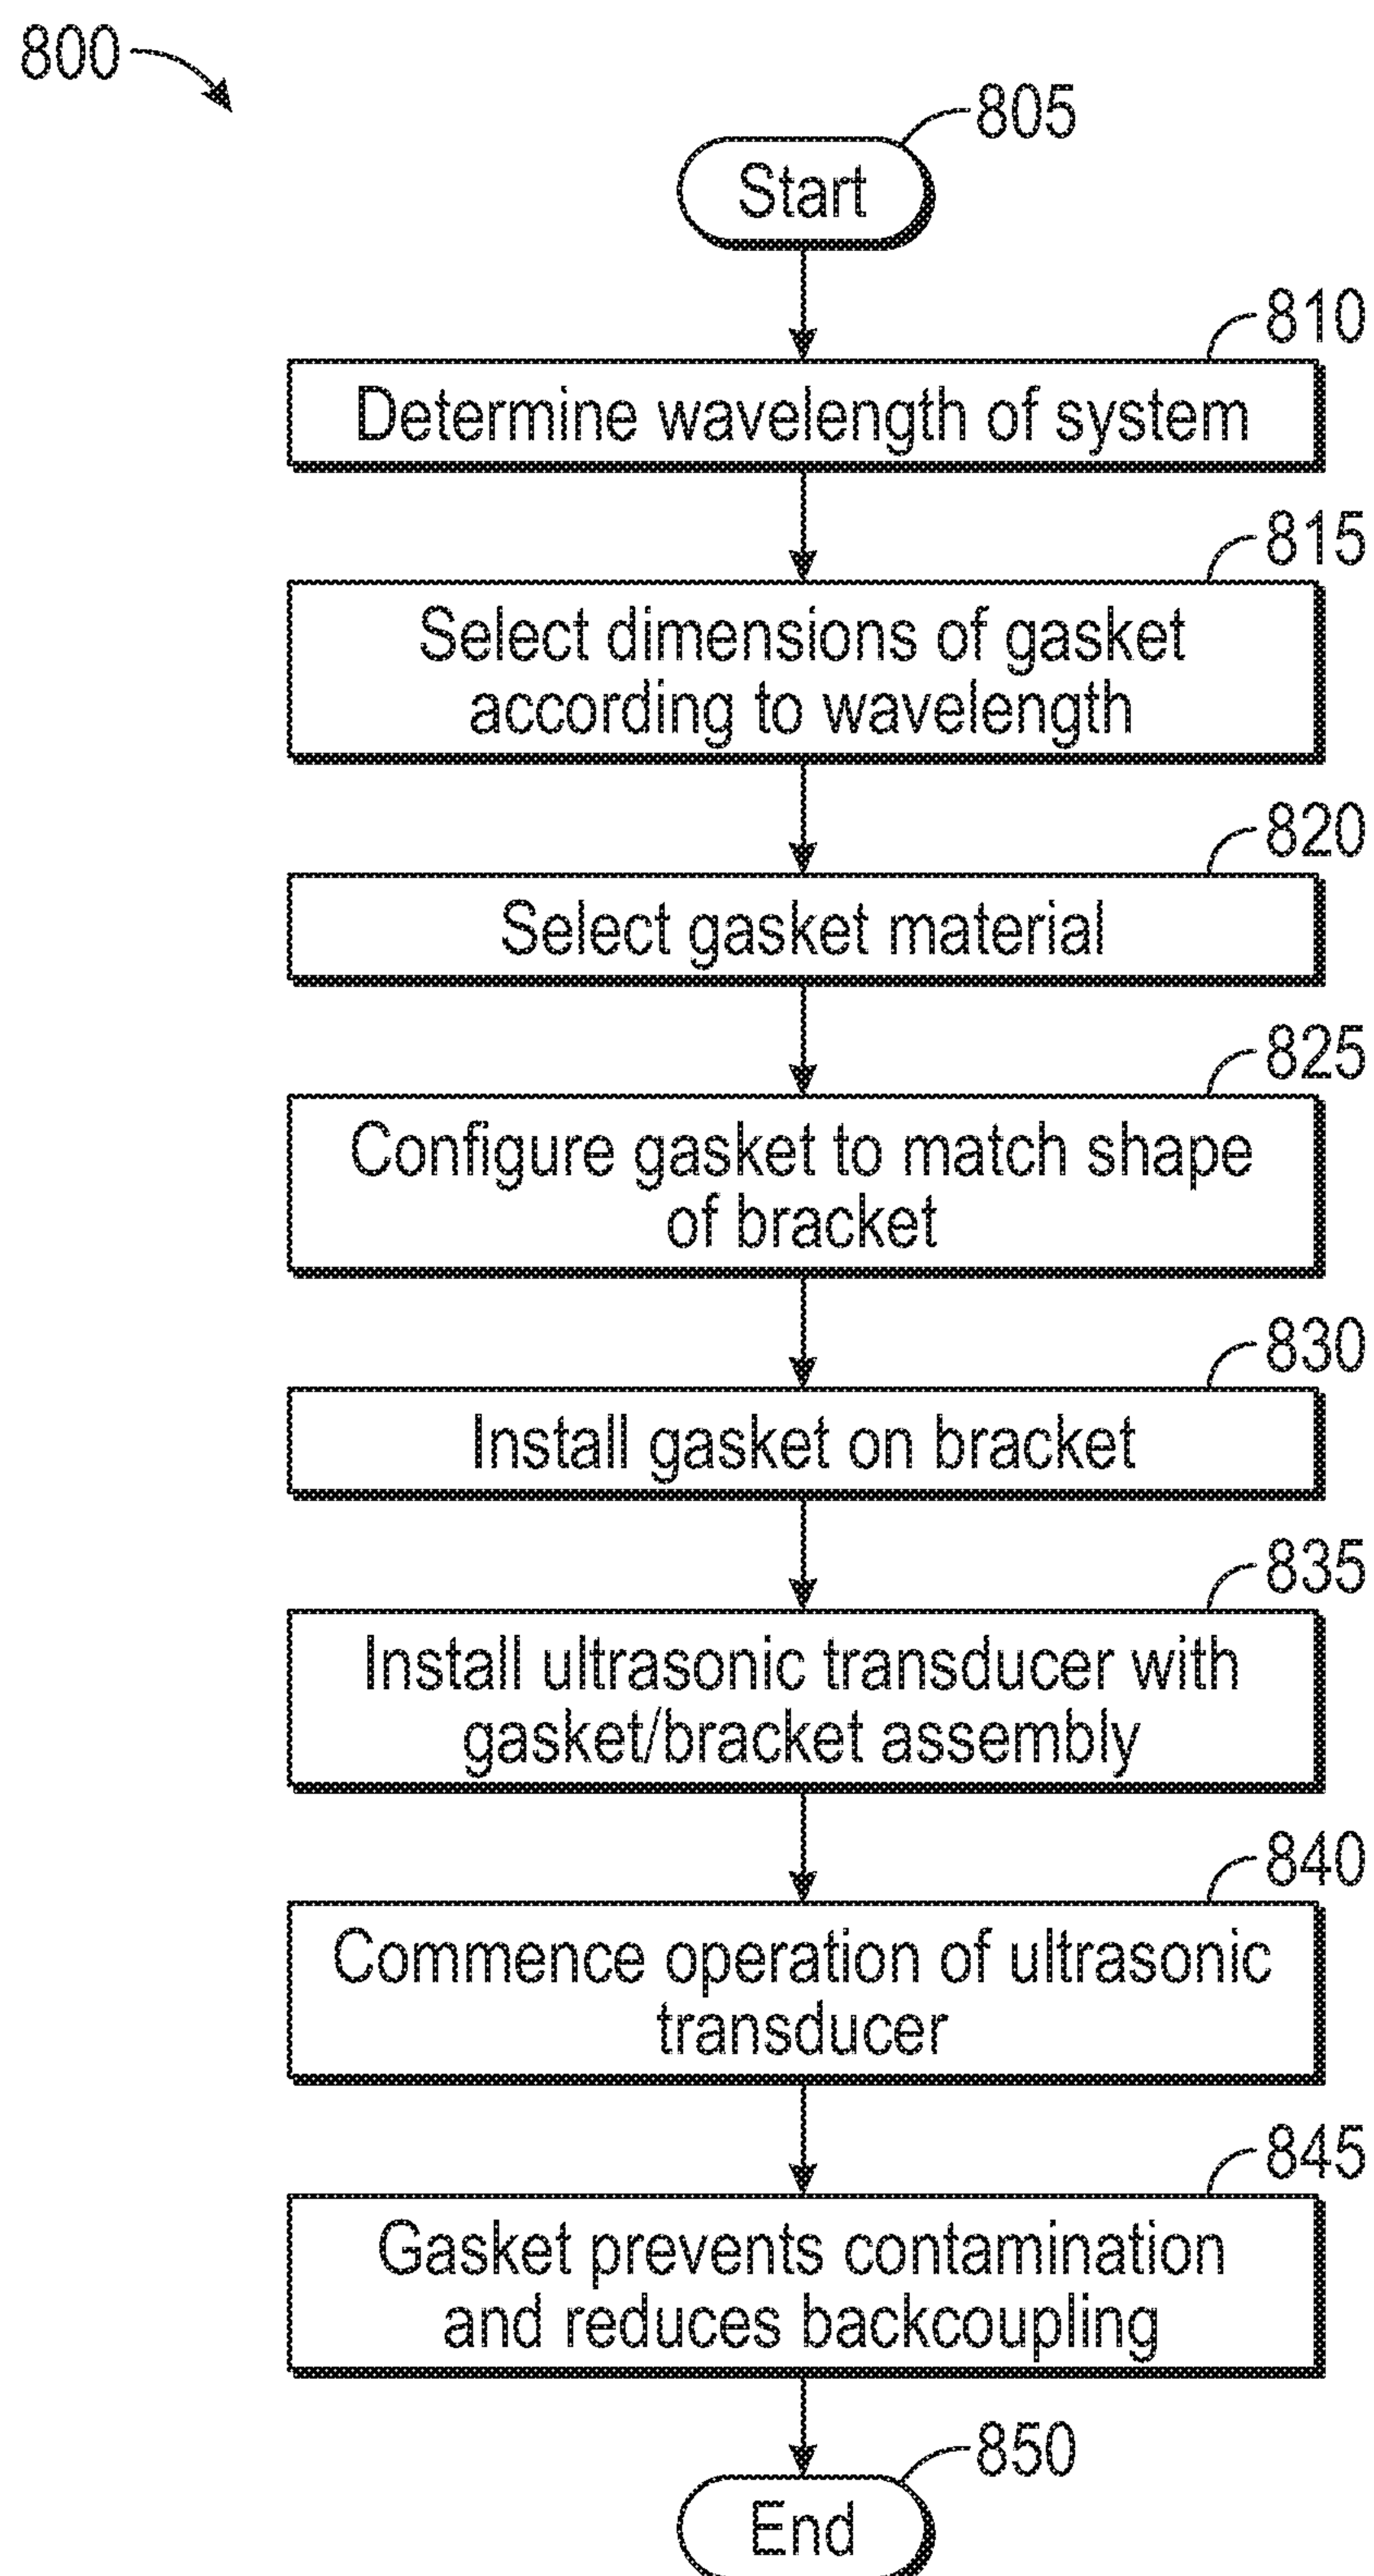 800
805
Start
810
Determine wavelength of system
815
Select dimensions of gasket
according to wavelength
820
Select gasket material
825
Configure gasket to match shape
of bracket
830
Install gasket on bracket
835
Install ultrasonic transducer with
gasket/bracket assembly
840
Commence operation of ultrasonic
transducer
845
Gasket prevents contamination
and reduces backcoupling
850
End